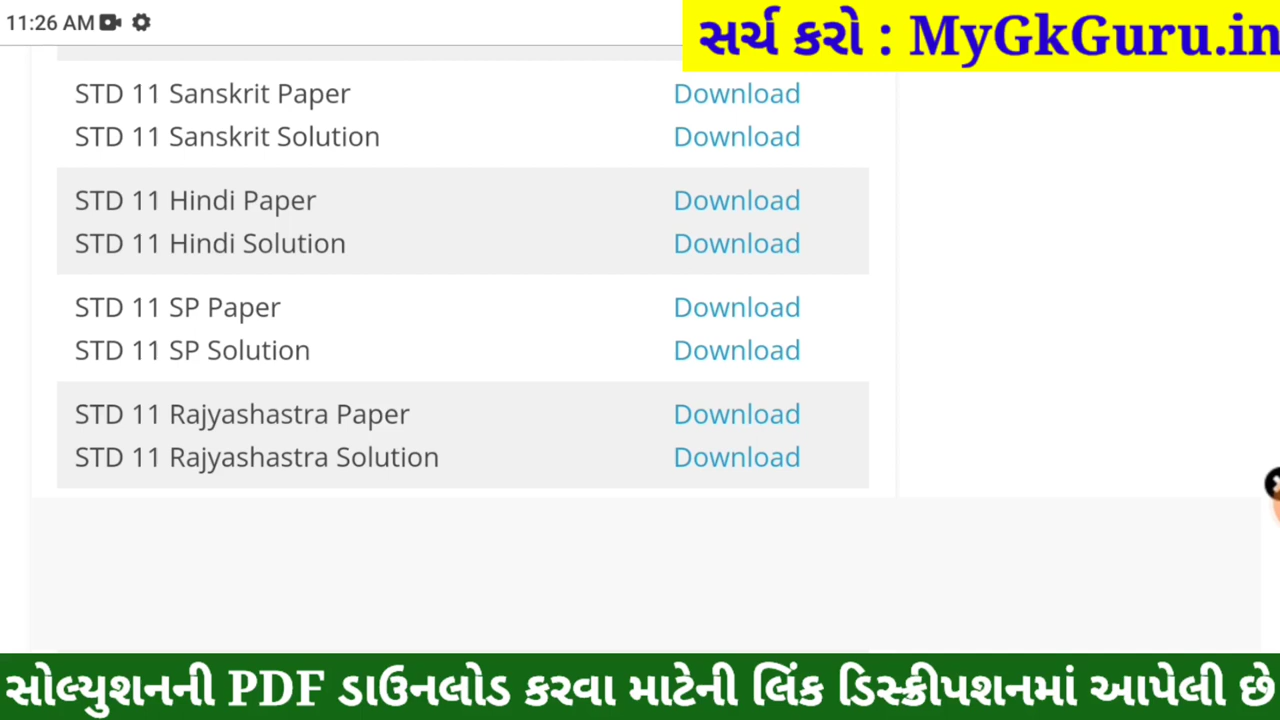 11:26 AM
સર્ચ કરો : MyGkGuru.in
STD 11 Sanskrit Paper Download
STD 11 Sanskrit Solution Download
STD 11 Hindi Paper Download
STD 11 Hindi Solution Download
STD 11 SP Paper Download
STD 11 SP Solution Download
STD 11 Rajyashastra Paper Download
STD 11 Rajyashastra Solution Download
સોલ્યુશનની PDF ડાઉનલોડ કરવા માટેની લિંક ડિસ્ક્રીપશનમાં આપેલી છે